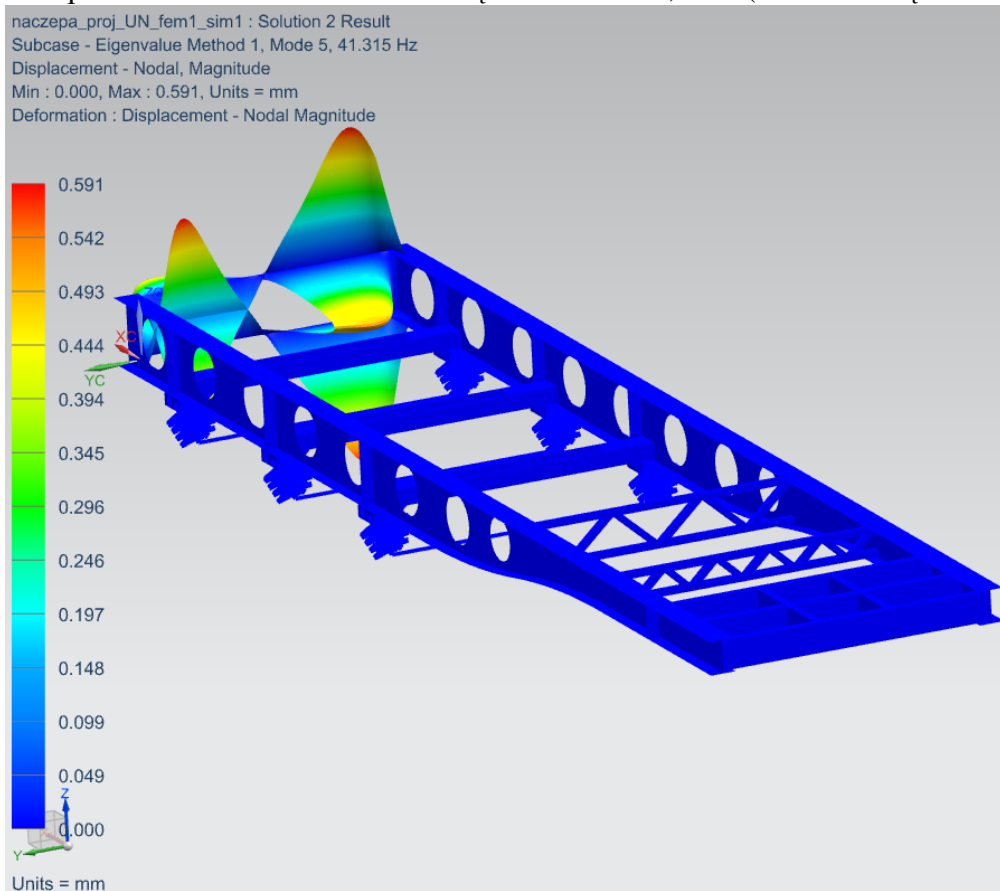 naczepa_proj_UN_fem1_sim1 : Solution 2 Result
Subcase - Eigenvalue Method 1, Mode 5, 41.315 Hz
Displacement - Nodal, Magnitude
Min : 0.000, Max : 0.591, Units = mm
Deformation : Displacement - Nodal Magnitude
0.591
0.542
0.493
0.444
0.394
0.345
0.296
0.246
0.197
0.148
0.099
0.049
0.000
XC
YC
Z
Y
Units = mm